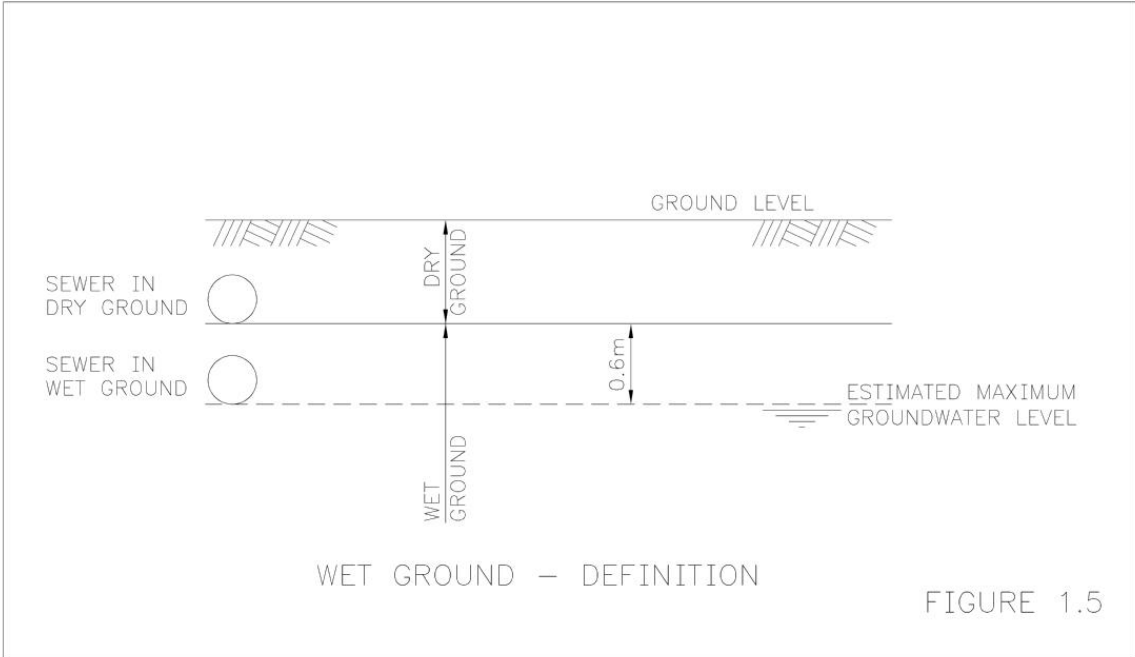 GROUND LEVEL
DRY
GROUND
SEWER IN
DRY GROUND
SEWER IN
WET GROUND
0.6m
ESTIMATED MAXIMUM
GROUNDWATER LEVEL
WET
GROUND
WET GROUND – DEFINITION
FIGURE 1.5